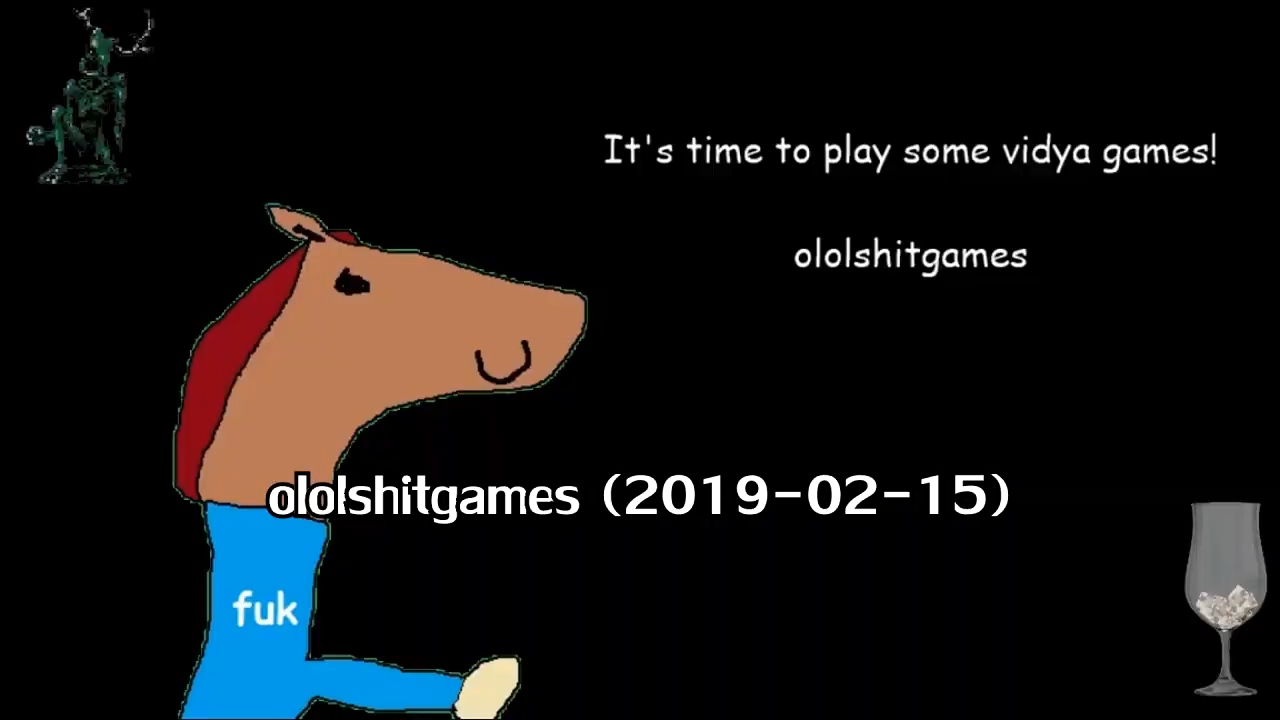 It's time to play some vidya games!
ololshitgames
ololshitgames (2019-02-15)
fuk